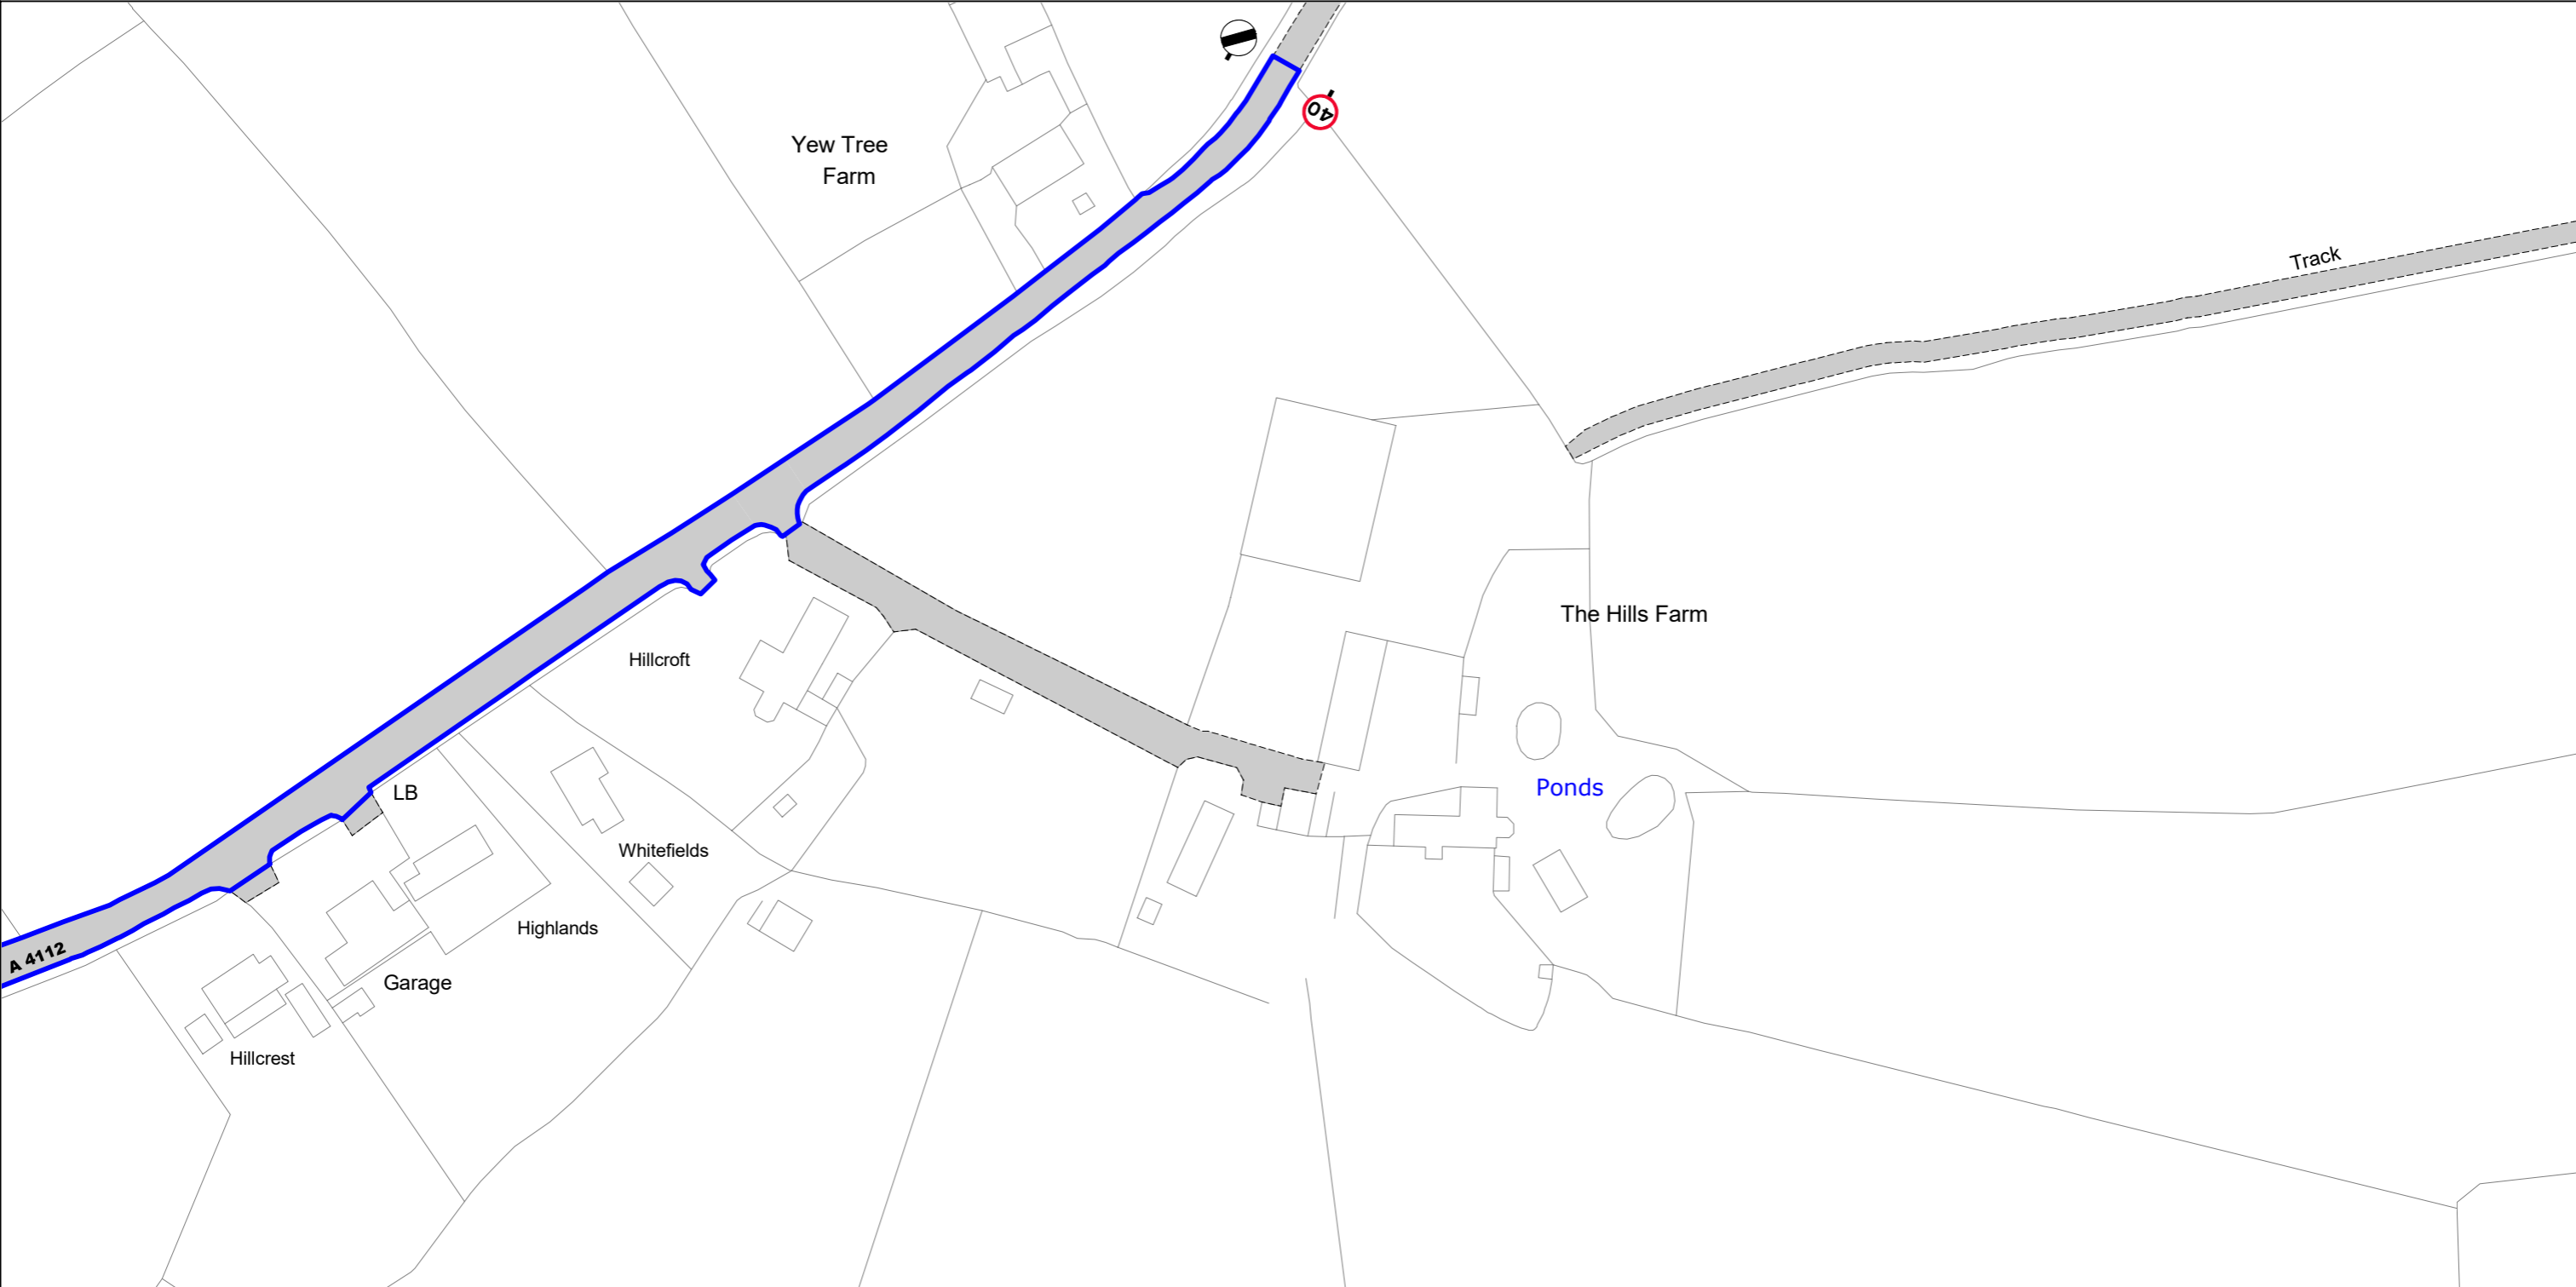 40
Yew Tree
Farm
Track
The Hills Farm
Hillcroft
Ponds
LB
Whitefields
Highlands
A 4112
Garage
Hillcrest